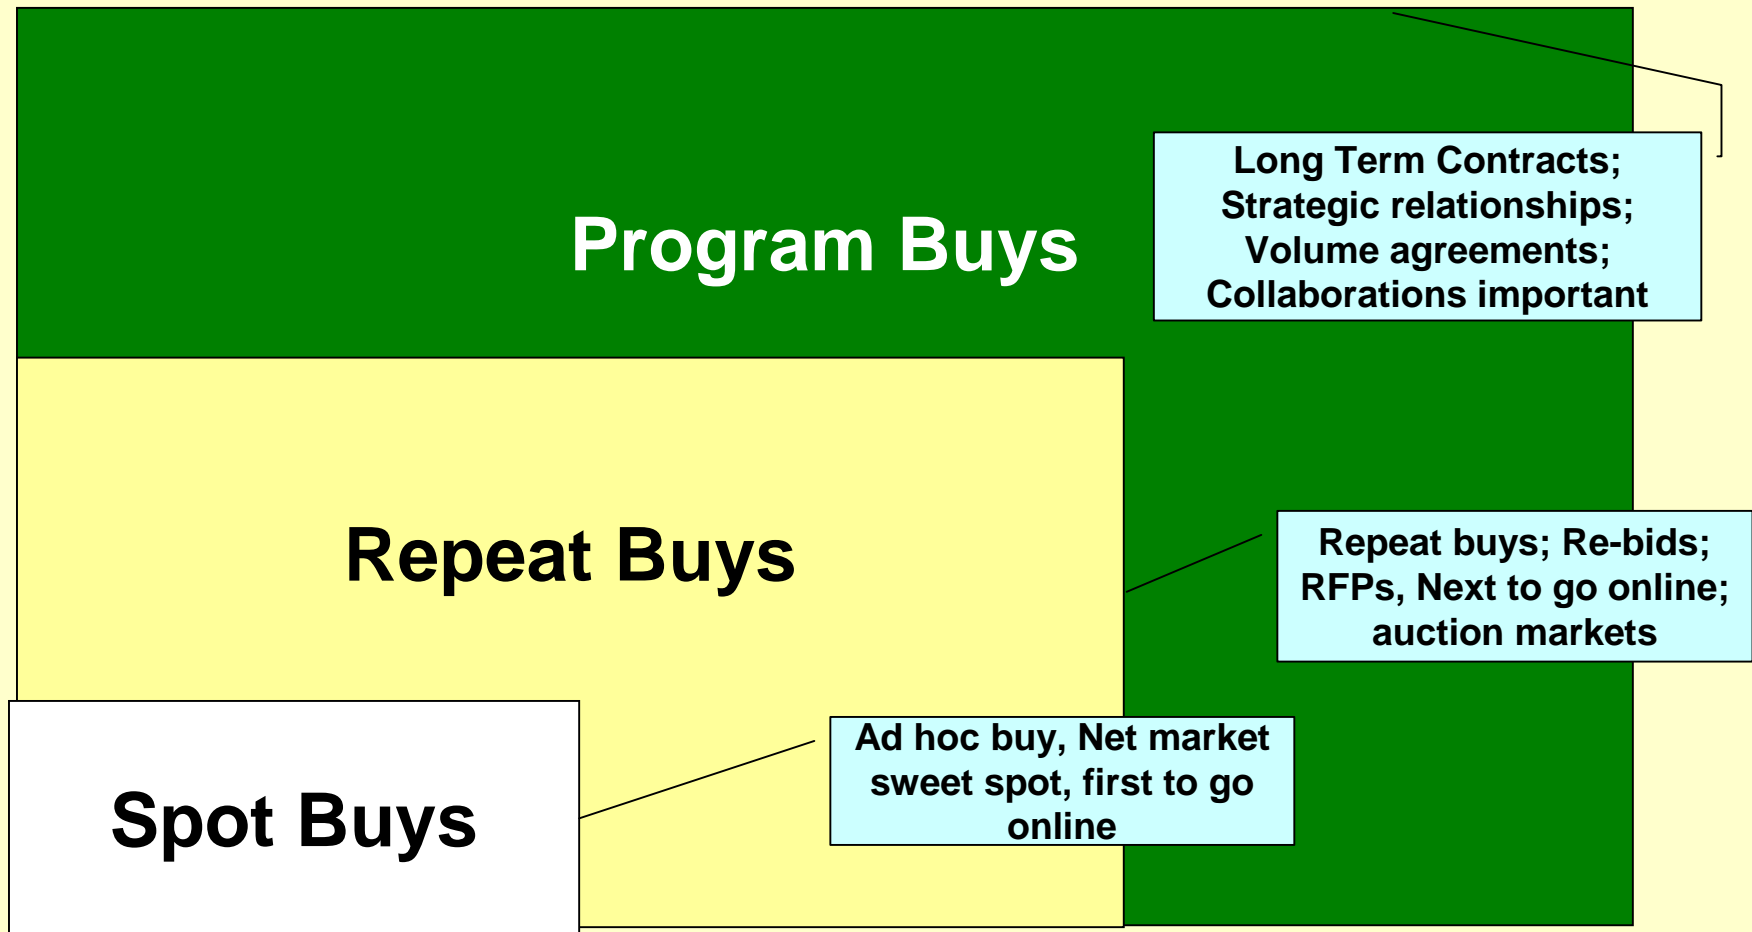 Program Buys
Long Term Contracts;
Strategic relationships;
Volume agreements;
Collaborations important
Repeat Buys
Repeat buys; Re-bids;
RFPs, Next to go online;
auction markets
Spot Buys
Ad hoc buy, Net market
sweet spot, first to go
online